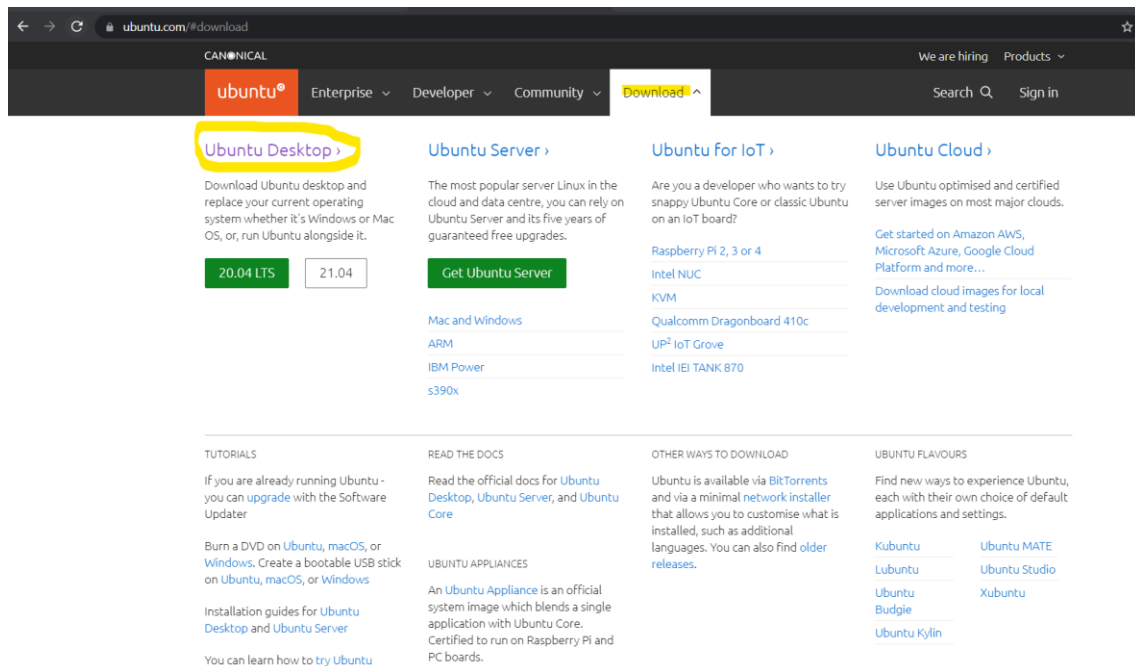 ubuntu.com/#download
CANONICAL
We are hiring Products
ubuntu® Enterprise Developer Community Download Search Sign in
Ubuntu Desktop ›
Download Ubuntu desktop and
replace your current operating
system whether it's Windows or Mac
OS, or, run Ubuntu alongside it.
20.04 LTS 21.04
Ubuntu Server ›
The most popular server Linux in the
cloud and data centre, you can rely on
Ubuntu Server and its five years of
guaranteed free upgrades.
Get Ubuntu Server
Mac and Windows
ARM
IBM Power
s390x
Ubuntu for IoT ›
Are you a developer who wants to try
snappy Ubuntu Core or classic Ubuntu
on an IoT board?
Raspberry Pi 2, 3 or 4
Intel NUC
KVM
Qualcomm Dragonboard 410c
UP² IoT Grove
Intel IEI TANK 870
Ubuntu Cloud ›
Use Ubuntu optimised and certified
server images on most major clouds.
Get started on Amazon AWS,
Microsoft Azure, Google Cloud
Platform and more…
Download cloud images for local
development and testing
TUTORIALS
If you are already running Ubuntu -
you can upgrade with the Software
Updater
Burn a DVD on Ubuntu, macOS, or
Windows. Create a bootable USB stick
on Ubuntu, macOS, or Windows
Installation guides for Ubuntu
Desktop and Ubuntu Server
You can learn how to try Ubuntu
READ THE DOCS
Read the official docs for Ubuntu
Desktop, Ubuntu Server, and Ubuntu
Core
UBUNTU APPLIANCES
An Ubuntu Appliance is an official
system image which blends a single
application with Ubuntu Core.
Certified to run on Raspberry Pi and
PC boards.
OTHER WAYS TO DOWNLOAD
Ubuntu is available via BitTorrents
and via a minimal network installer
that allows you to customise what is
installed, such as additional
languages. You can also find older
releases.
UBUNTU FLAVOURS
Find new ways to experience Ubuntu,
each with their own choice of default
applications and settings.
Kubuntu
Lubuntu
Ubuntu
Budgie
Ubuntu Kylin
Ubuntu MATE
Ubuntu Studio
Xubuntu